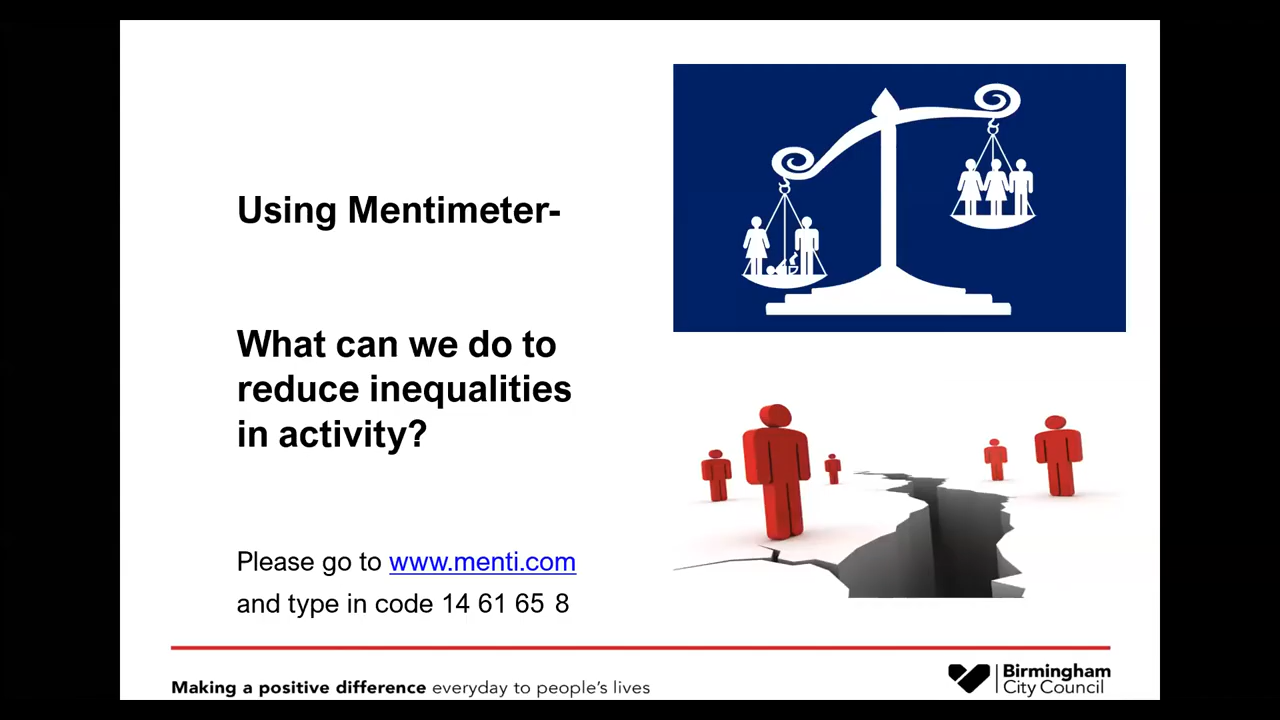 Using Mentimeter-
What can we do to
reduce inequalities
in activity?
Please go to www.menti.com
and type in code 14 61 65 8
Making a positive difference everyday to people's lives
Birmingham
City Council